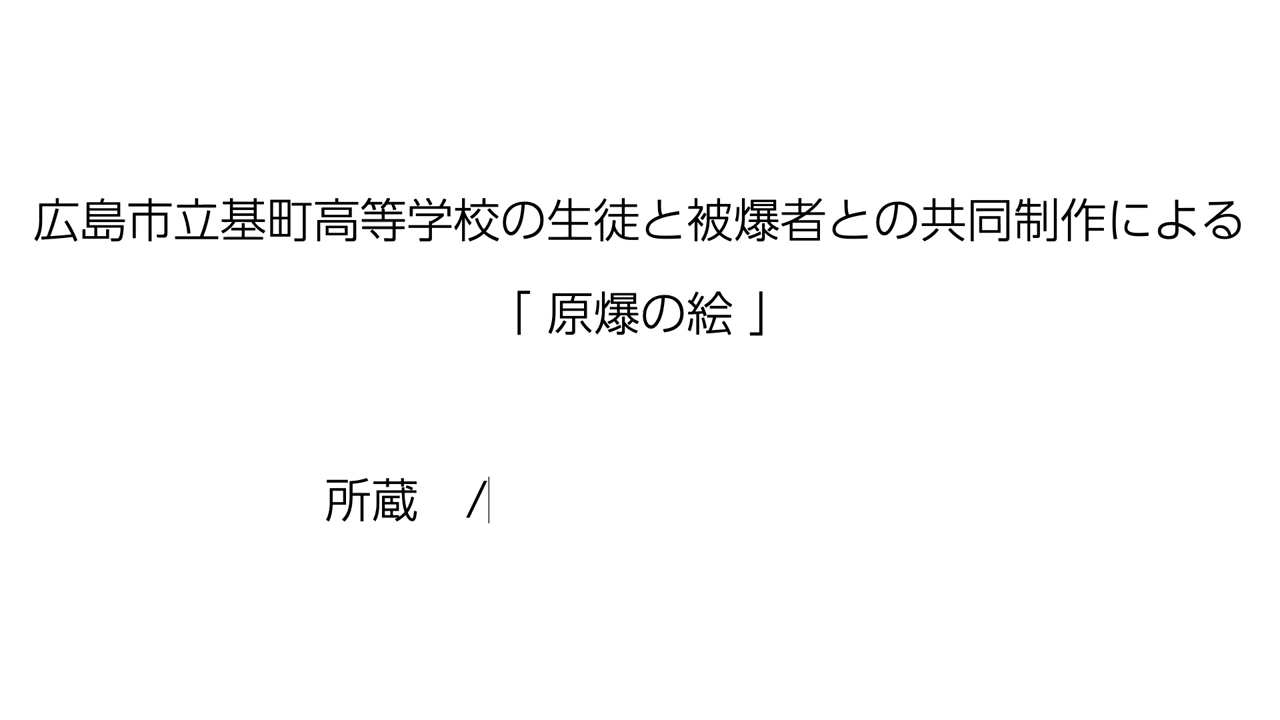 広島市立基町高等学校の生徒と被爆者との共同制作による
「 原爆の絵 」
所蔵　/